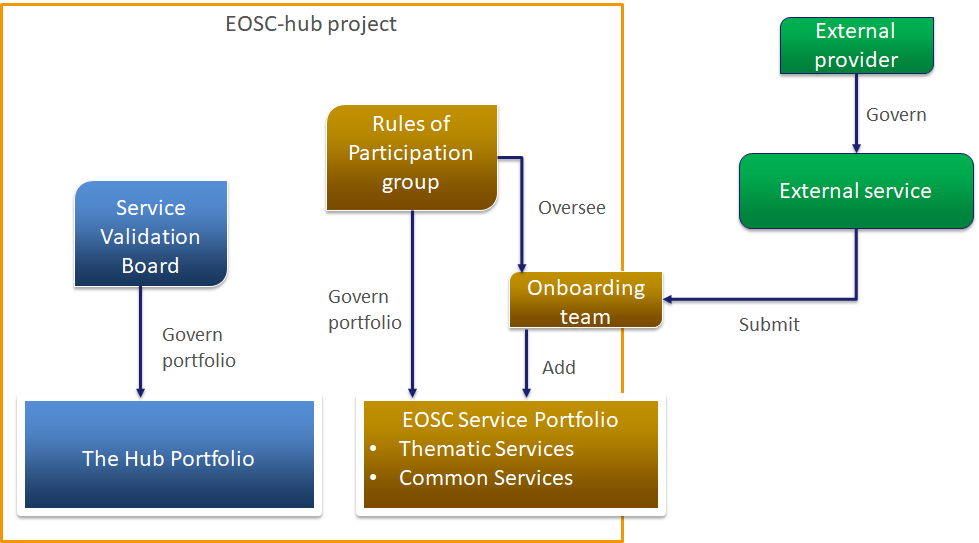 EOSC-hub project
External
provider
Govern
External service
Submit
Rules of
Participation
group
Oversee
Onboarding
team
Govern
portfolio
Add
Service
Validation
Board
Govern
portfolio
The Hub Portfolio
EOSC Service Portfolio
• Thematic Services
• Common Services